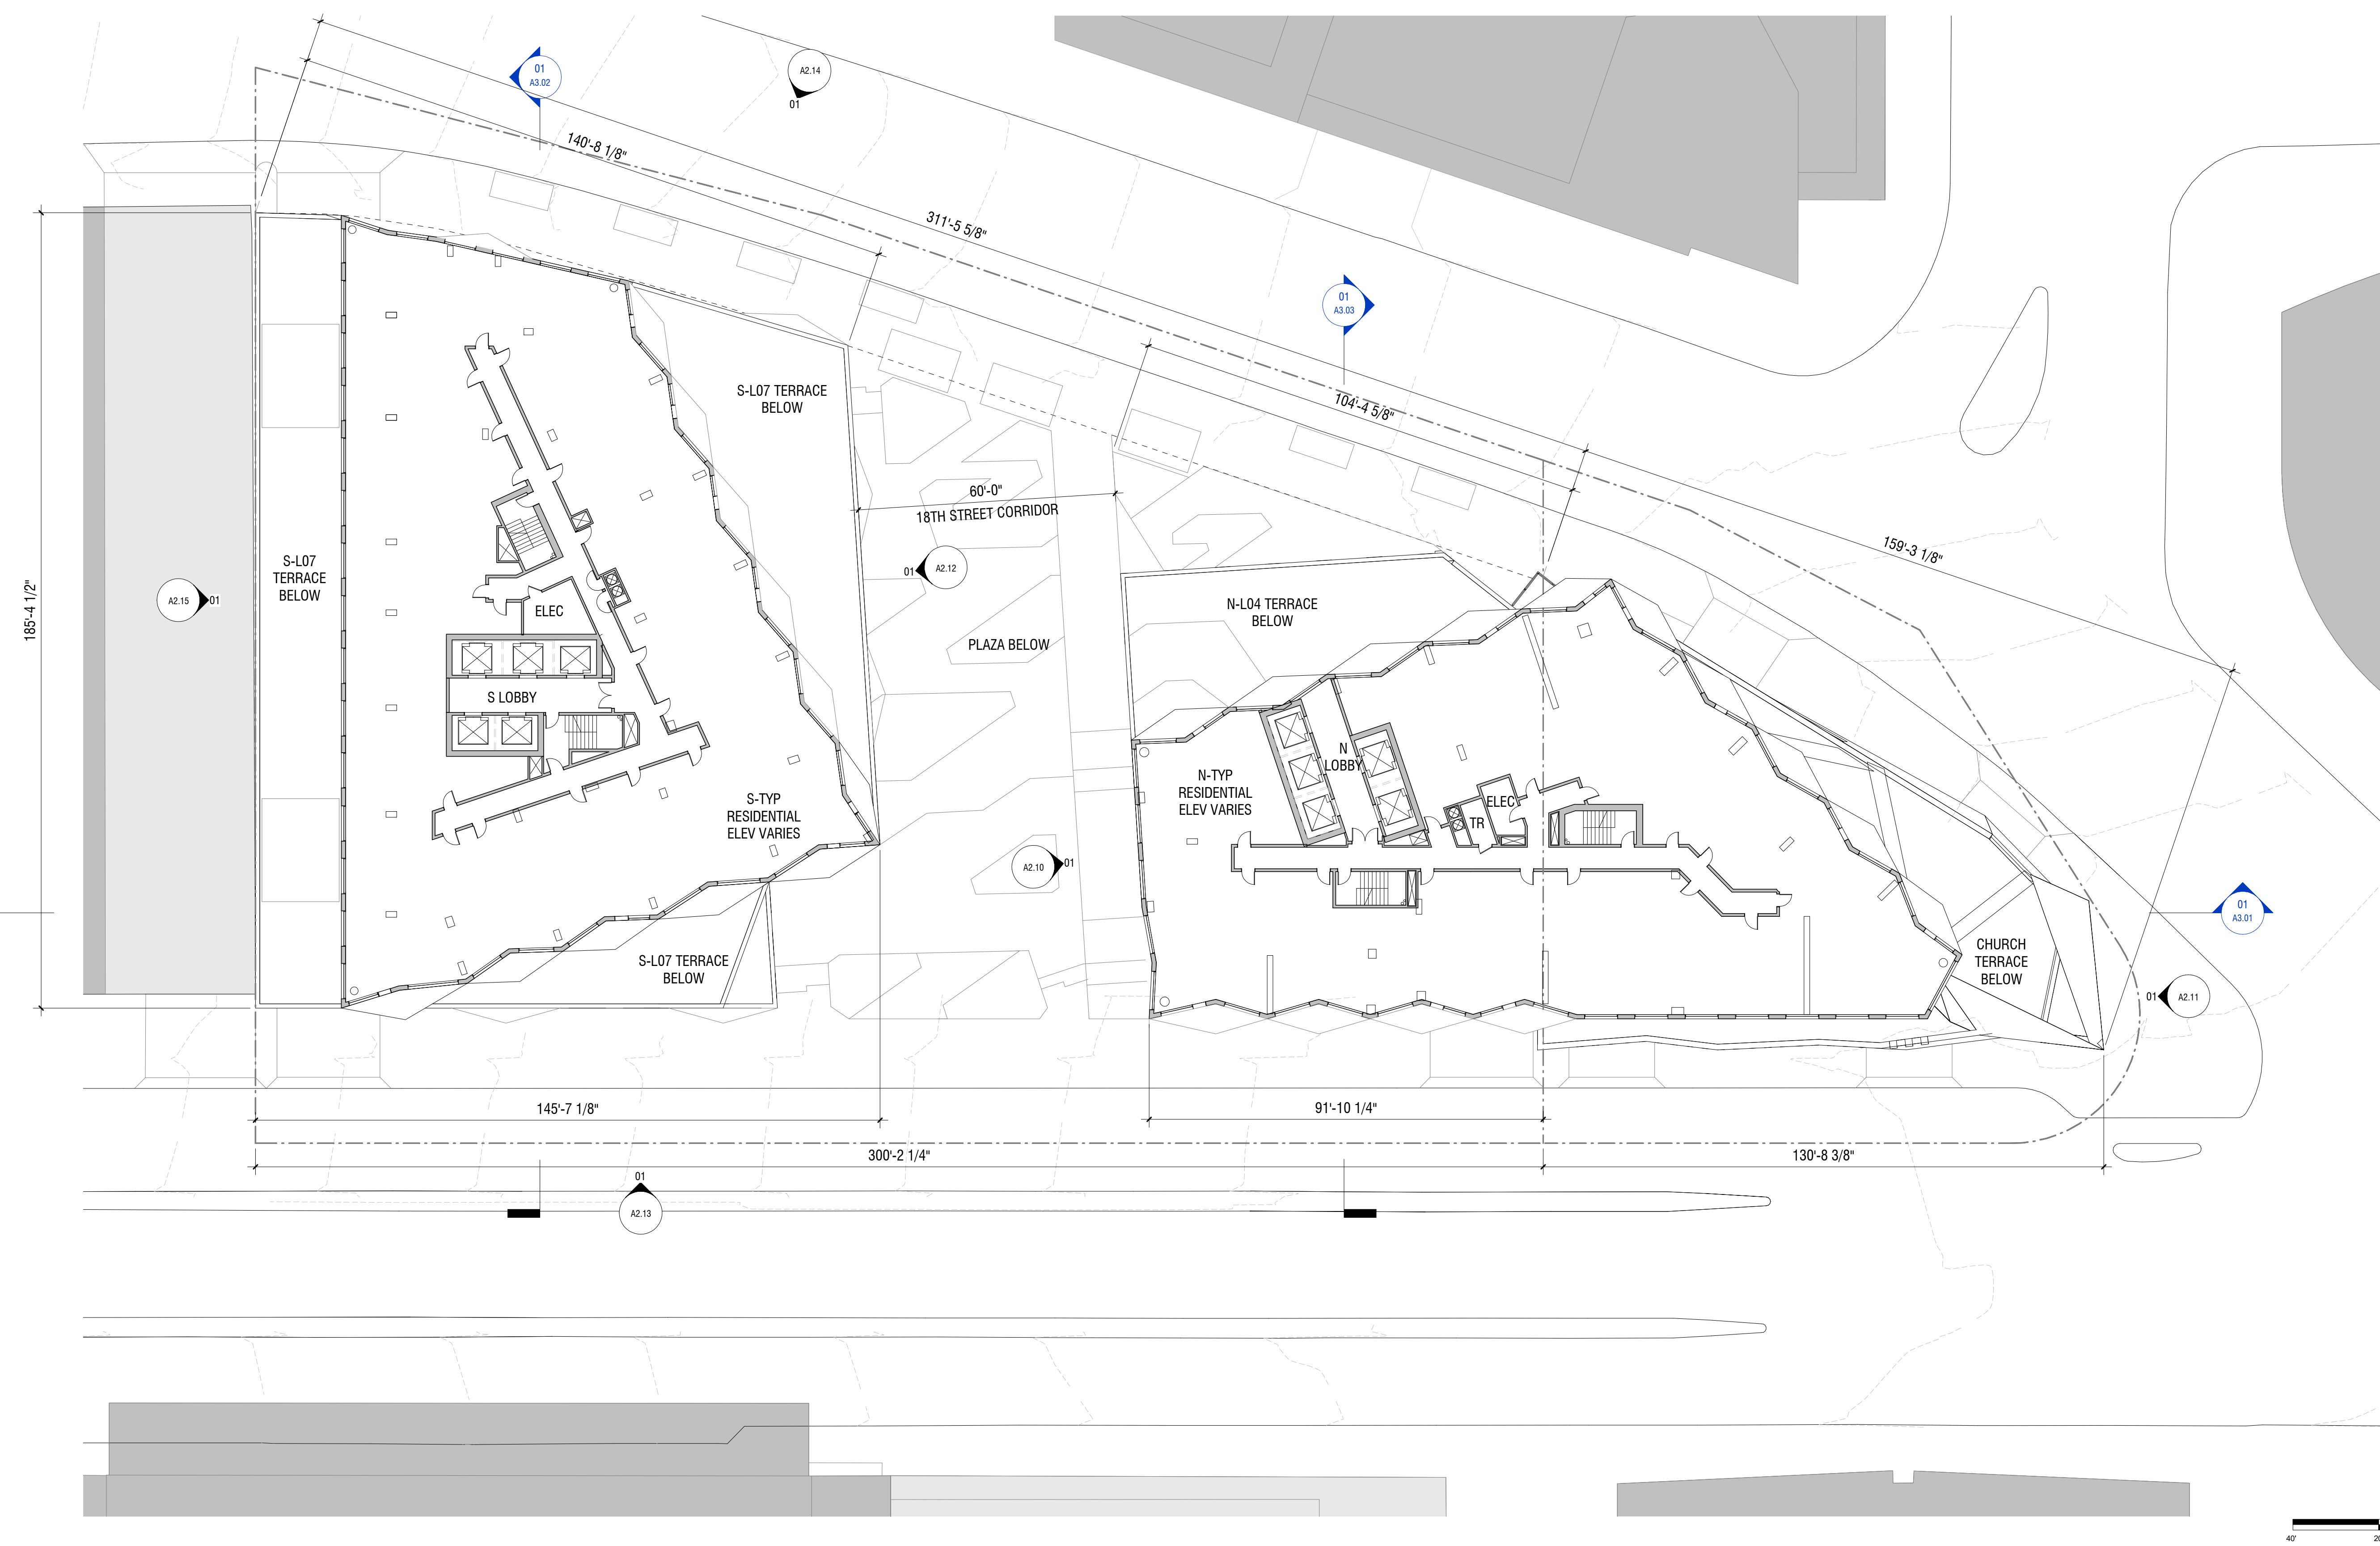 01
A3.02
A2.14
01
140'-8 1/8"
311'-5 5/8"
01
A3.03
104'-4 5/8"
S-L07 TERRACE
BELOW
60'-0"
18TH STREET CORRIDOR
159'-3 1/8"
185'-4 1/2"
A2.15
01
S-L07
TERRACE
BELOW
ELEC
01
A2.12
N-L04 TERRACE
BELOW
PLAZA BELOW
S LOBBY
N
LOBBY
N-TYP
RESIDENTIAL
ELEV VARIES
ELEC
TR
S-TYP
RESIDENTIAL
ELEV VARIES
A2.10
01
01
A3.01
S-L07 TERRACE
BELOW
CHURCH
TERRACE
BELOW
01
A2.11
145'-7 1/8"
91'-10 1/4"
300'-2 1/4"
130'-8 3/8"
01
A2.13
40'